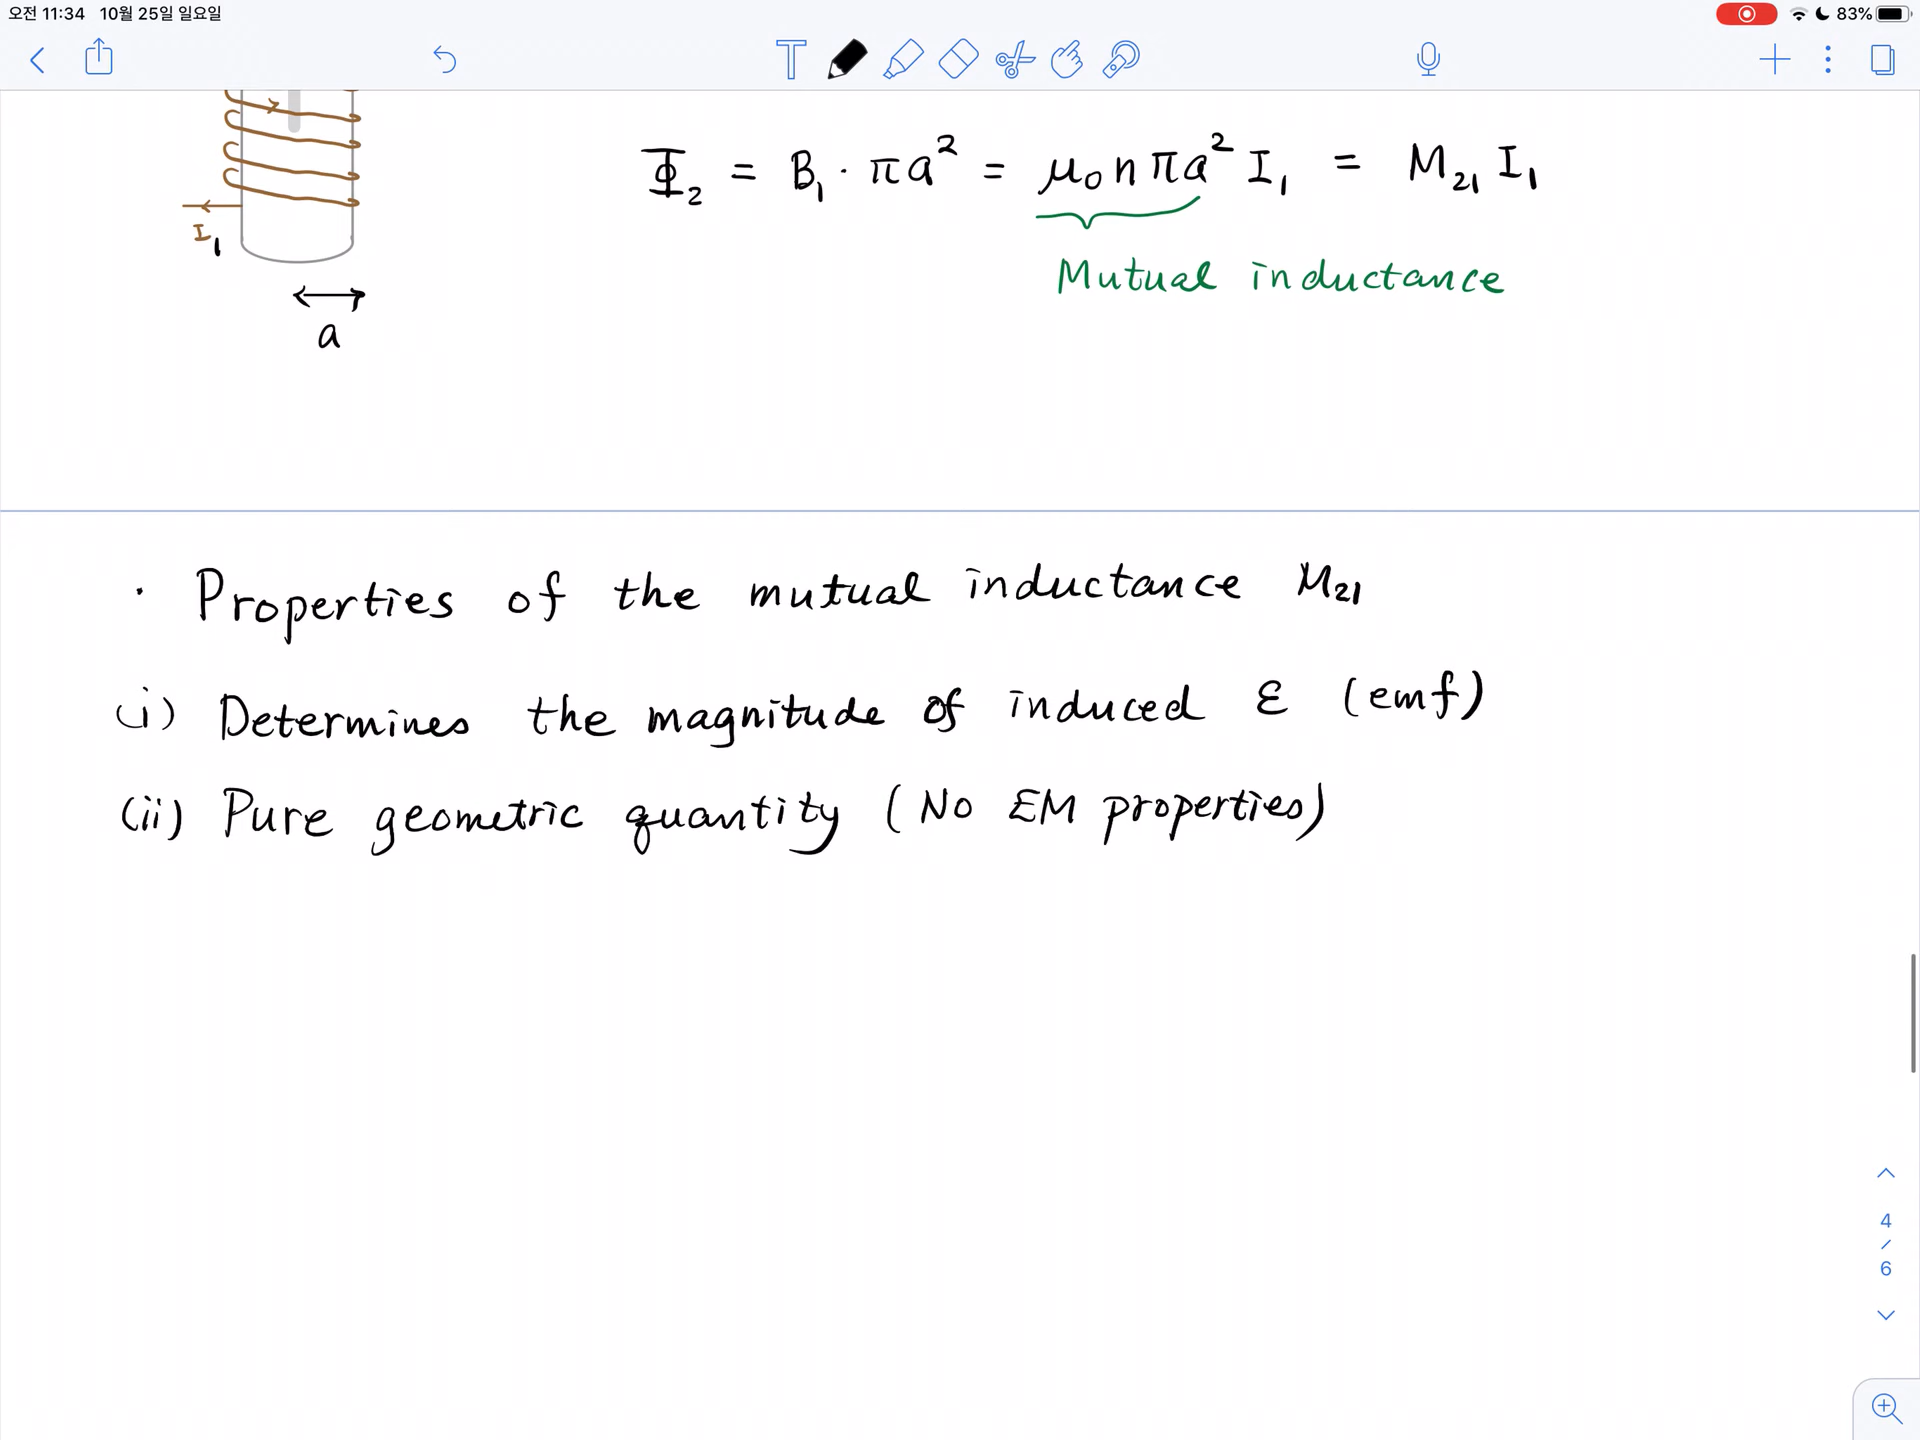 오전 11:34 10월 25일 일요일 83%
T
Φ₂ = B₁ · πa² = μ₀nπa² I₁ = M₂₁ I₁
Mutual inductance
I₁
a
· Properties of the mutual inductance M₂₁
(i) Determines the magnitude of induced ε (emf)
(ii) Pure geometric quantity (No EM properties)
4
/
6